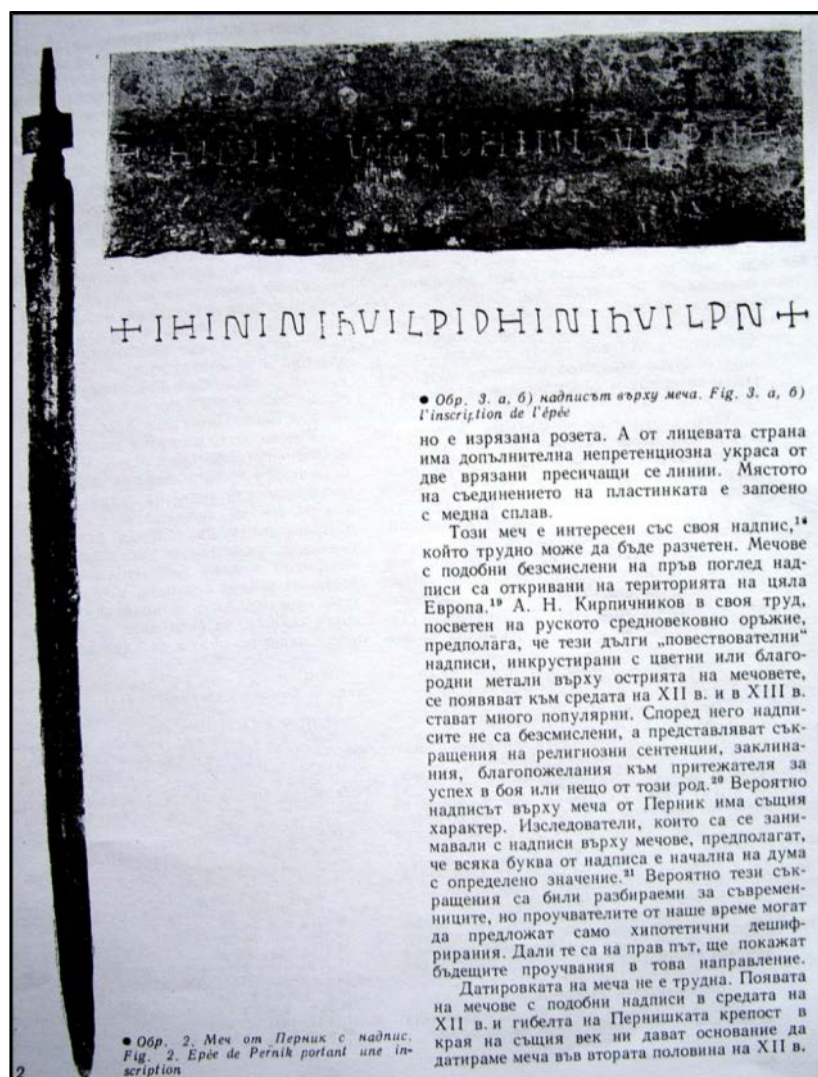 + IHININIhVILPIDHINIhVILPN +
● Обр. 3. а, б) надписът върху меча. Fig. 3. а, б)
l'inscription de l'épée
но е изрязана розета. А от лицевата страна
има допълнителна непретенциозна украса от
две врязани пресичащи се линии. Мястото
на съединението на пластинката е запоено
с медна сплав.
Този меч е интересен със своя надпис,¹⁸
който трудно може да бъде разчетен. Мечове
с подобни безсмислени на пръв поглед над-
писи са откривани на територията на цяла
Европа.¹⁹ А. Н. Кирпичников в своя труд,
посветен на руското средновековно оръжие,
предполага, че тези дълги „повествователни“
надписи, инкрустирани с цветни или благо-
родни метали върху острията на мечовете,
се появяват към средата на XII в. и в XIII в.
стават много популярни. Според него надпи-
сите не са безсмислени, а представляват сък-
ращения на религиозни сентенции, заклина-
ния, благопожелания към притежателя за
успех в боя или нещо от този род.²⁰ Вероятно
надписът върху меча от Перник има същия
характер. Изследователи, които са се зани-
мавали с надписи върху мечове, предполагат,
че всяка буква от надписа е начална на дума
с определено значение.²¹ Вероятно тези сък-
ращения са били разбираеми за съвремен-
ниците, но проучвателите от наше време могат
да предложат само хипотетични дешиф-
рирания. Дали те са на прав път, ще покажат
бъдещите проучвания в това направление.
Датировката на меча не е трудна. Появата
на мечове с подобни надписи в средата на
XII в. и гибелта на Пернишката крепост в
края на същия век ни дават основание да
датираме меча във втората половина на XII в.
● Обр. 2. Меч от Перник с надпис.
Fig. 2. Epée de Pernik portant une in-
scription
2